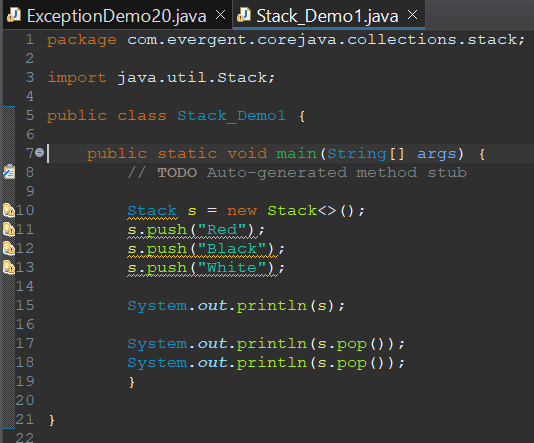 ExceptionDemo20.java Stack_Demo1.java
1 package com.evergent.corejava.collections.stack;
2
3 import java.util.Stack;
4
5 public class Stack_Demo1 {
6
7 public static void main(String[] args) {
8 // TODO Auto-generated method stub
9
10 Stack s = new Stack<>();
11 s.push("Red");
12 s.push("Black");
13 s.push("White");
14
15 System.out.println(s);
16
17 System.out.println(s.pop());
18 System.out.println(s.pop());
19 }
20
21 }
22